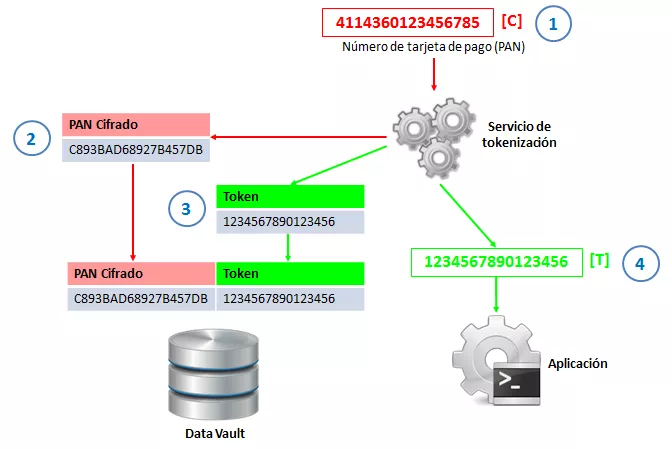 4114360123456785 [C] 1
Número de tarjeta de pago (PAN)
2
PAN Cifrado
C893BAD68927B457DB
Servicio de
tokenización
3
Token
1234567890123456
1234567890123456 [T] 4
PAN Cifrado Token
C893BAD68927B457DB 1234567890123456
>_
Aplicación
Data Vault